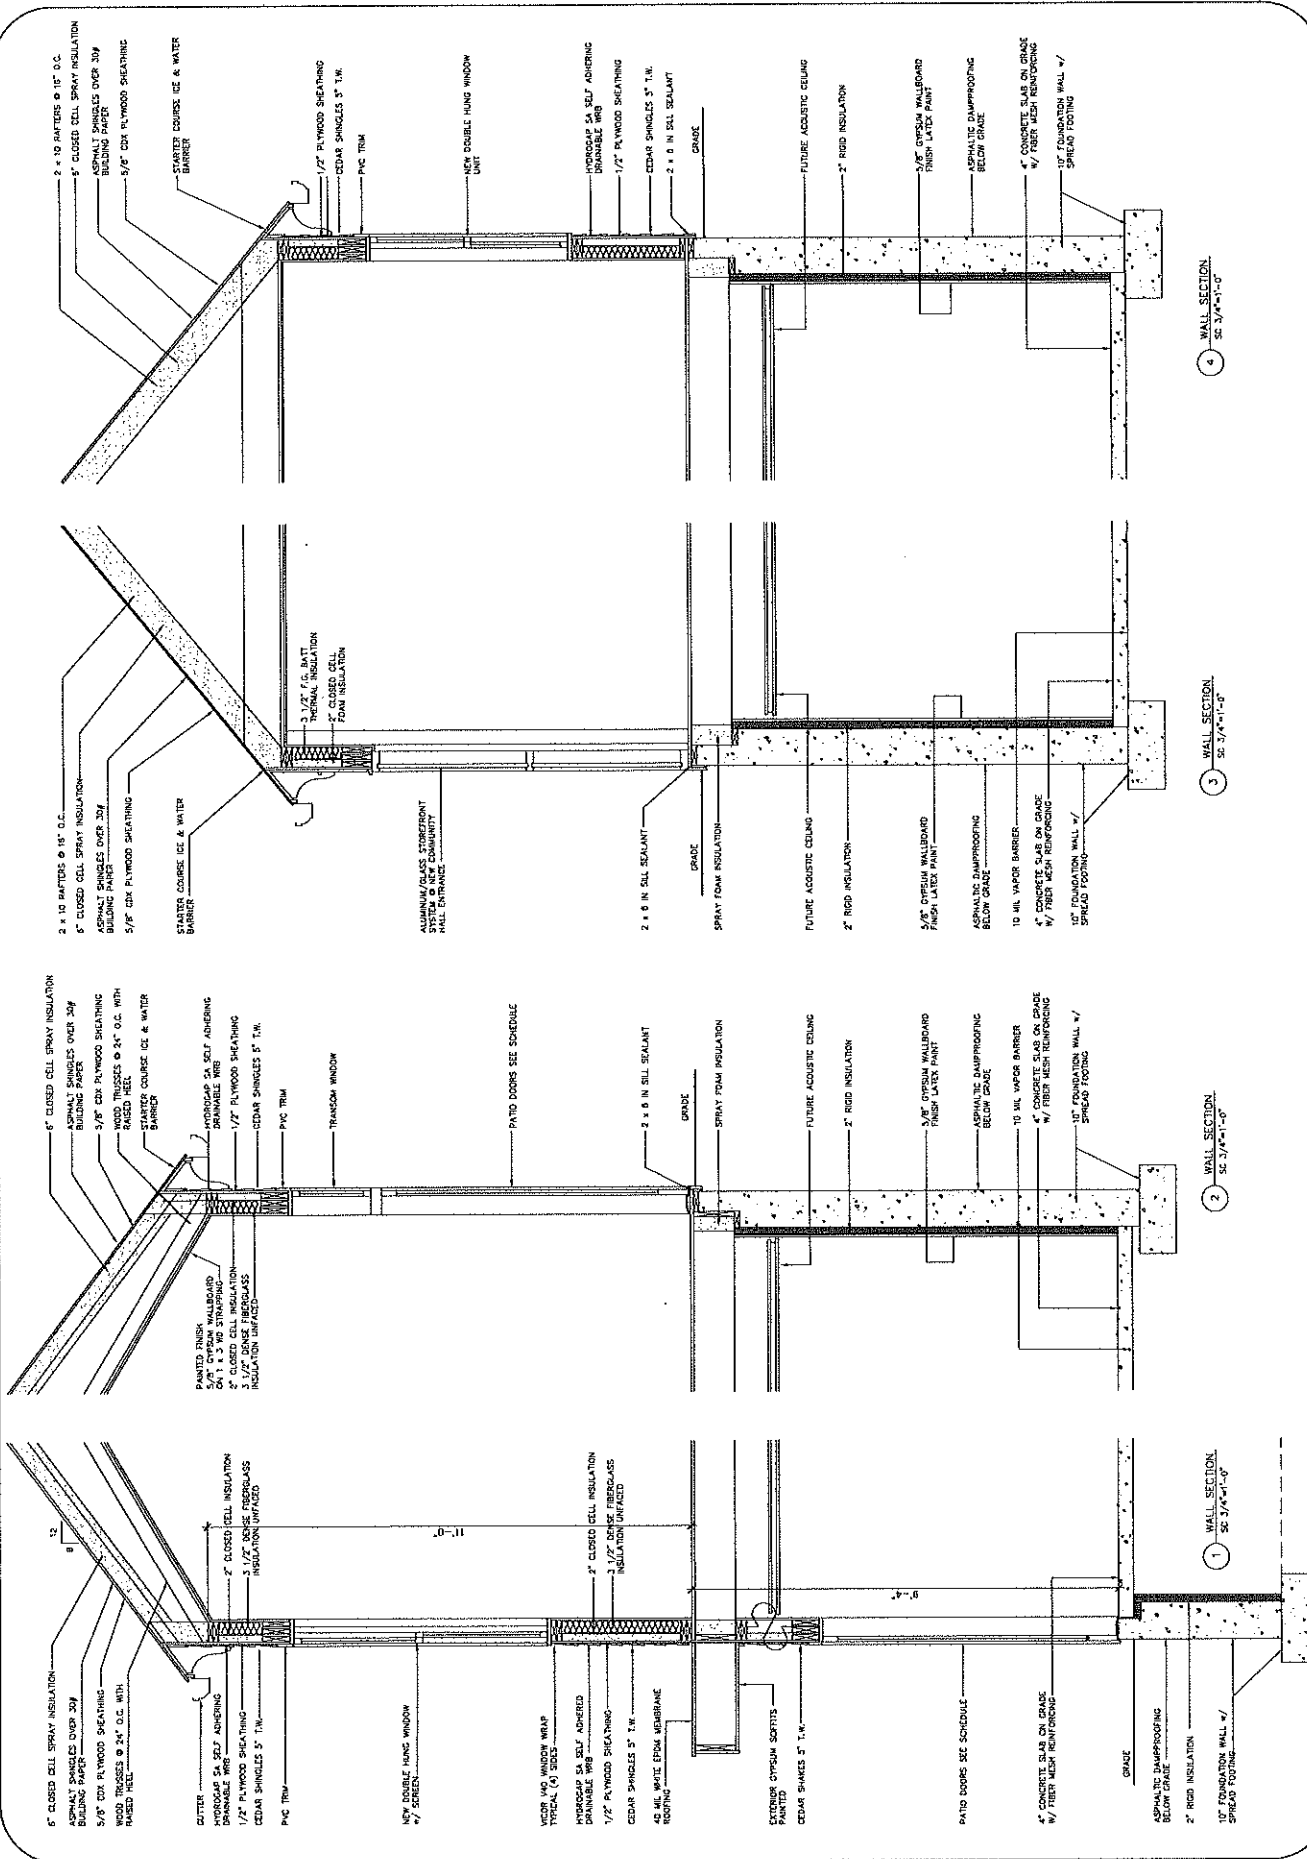 6" CLOSED CELL SPRAY INSULATION
ASPHALT SHINGLES OVER 30#
BUILDING PAPER
5/8" CDX PLYWOOD SHEATHING
WOOD TRUSSES @ 24" O.C. WITH
RAISED HEEL
12
8
GUTTER
HYDROGAP SA SELF ADHERING
DRAINABLE WRB
1/2" PLYWOOD SHEATHING
CEDAR SHINGLES 5" T.W.
PVC TRIM
2" CLOSED CELL INSULATION
3 1/2" DENSE FIBERGLASS
INSULATION UNFACED
11'-0"
NEW DOUBLE HUNG WINDOW
w/ SCREEN
VYCOR V40 WINDOW WRAP
TYPICAL (4) SIDES
HYDROGAP SA SELF ADHERED
DRAINABLE WRB
1/2" PLYWOOD SHEATHING
CEDAR SHINGLES 5" T.W.
40 MIL WHITE EPDM MEMBRANE
ROOFING
2" CLOSED CELL INSULATION
3 1/2" DENSE FIBERGLASS
INSULATION UNFACED
EXTERIOR GYPSUM SOFFITS
PAINTED
CEDAR SHAKES 5" T.W.
9'-4"
PATIO DOORS SEE SCHEDULE
4" CONCRETE SLAB ON GRADE
W/ FIBER MESH REINFORCING
GRADE
ASPHALTIC DAMPPROOFING
BELOW GRADE
2" RIGID INSULATION
10" FOUNDATION WALL w/
SPREAD FOOTING
1
WALL SECTION
SC 3/4"=1'-0"
6" CLOSED CELL SPRAY INSULATION
ASPHALT SHINGLES OVER 30#
BUILDING PAPER
5/8" CDX PLYWOOD SHEATHING
WOOD TRUSSES @ 24" O.C. WITH
RAISED HEEL
STARTER COURSE ICE & WATER
BARRIER
HYDROGAP SA SELF ADHERING
DRAINABLE WRB
1/2" PLYWOOD SHEATHING
CEDAR SHINGLES 5" T.W.
PVC TRIM
TRANSOM WINDOW
PAINTED FINISH
5/8" GYPSUM WALLBOARD
ON 1 x 3 WD STRAPPING
2" CLOSED CELL INSULATION
3 1/2" DENSE FIBERGLASS
INSULATION UNFACED
PATIO DOORS SEE SCHEDULE
2 x 6 IN SILL SEALANT
GRADE
SPRAY FOAM INSULATION
FUTURE ACOUSTIC CEILING
2" RIGID INSULATION
5/8" GYPSUM WALLBOARD
FINISH LATEX PAINT
ASPHALTIC DAMPPROOFING
BELOW GRADE
10 MIL VAPOR BARRIER
4" CONCRETE SLAB ON GRADE
W/ FIBER MESH REINFORCING
10" FOUNDATION WALL w/
SPREAD FOOTING
2
WALL SECTION
SC 3/4"=1'-0"
2 x 10 RAFTERS @ 16" O.C.
6" CLOSED CELL SPRAY INSULATION
ASPHALT SHINGLES OVER 30#
BUILDING PAPER
5/8" CDX PLYWOOD SHEATHING
STARTER COURSE ICE & WATER
BARRIER
3 1/2" F.G. BATT
THERMAL INSULATION
2" CLOSED CELL
FOAM INSULATION
ALUMINUM/GLASS STOREFRONT
SYSTEM @ NEW COMMUNITY
HALL ENTRANCE
2 x 6 IN SILL SEALANT
GRADE
SPRAY FOAM INSULATION
FUTURE ACOUSTIC CEILING
2" RIGID INSULATION
5/8" GYPSUM WALLBOARD
FINISH LATEX PAINT
ASPHALTIC DAMPPROOFING
BELOW GRADE
10 MIL VAPOR BARRIER
4" CONCRETE SLAB ON GRADE
W/ FIBER MESH REINFORCING
10" FOUNDATION WALL w/
SPREAD FOOTING
3
WALL SECTION
SC 3/4"=1'-0"
2 x 10 RAFTERS @ 16" O.C.
6" CLOSED CELL SPRAY INSULATION
ASPHALT SHINGLES OVER 30#
BUILDING PAPER
5/8" CDX PLYWOOD SHEATHING
STARTER COURSE ICE & WATER
BARRIER
1/2" PLYWOOD SHEATHING
CEDAR SHINGLES 5" T.W.
PVC TRIM
NEW DOUBLE HUNG WINDOW
UNIT
HYDROGAP SA SELF ADHERING
DRAINABLE WRB
1/2" PLYWOOD SHEATHING
CEDAR SHINGLES 5" T.W.
2 x 6 IN SILL SEALANT
GRADE
FUTURE ACOUSTIC CEILING
2" RIGID INSULATION
5/8" GYPSUM WALLBOARD
FINISH LATEX PAINT
ASPHALTIC DAMPPROOFING
BELOW GRADE
4" CONCRETE SLAB ON GRADE
W/ FIBER MESH REINFORCING
10" FOUNDATION WALL w/
SPREAD FOOTING
4
WALL SECTION
SC 3/4"=1'-0"